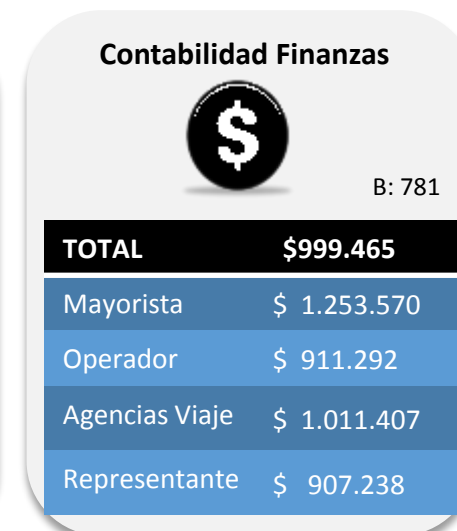 Contabilidad Finanzas
$
B: 781
TOTAL $999.465
Mayorista $ 1.253.570
Operador $ 911.292
Agencias Viaje $ 1.011.407
Representante $ 907.238